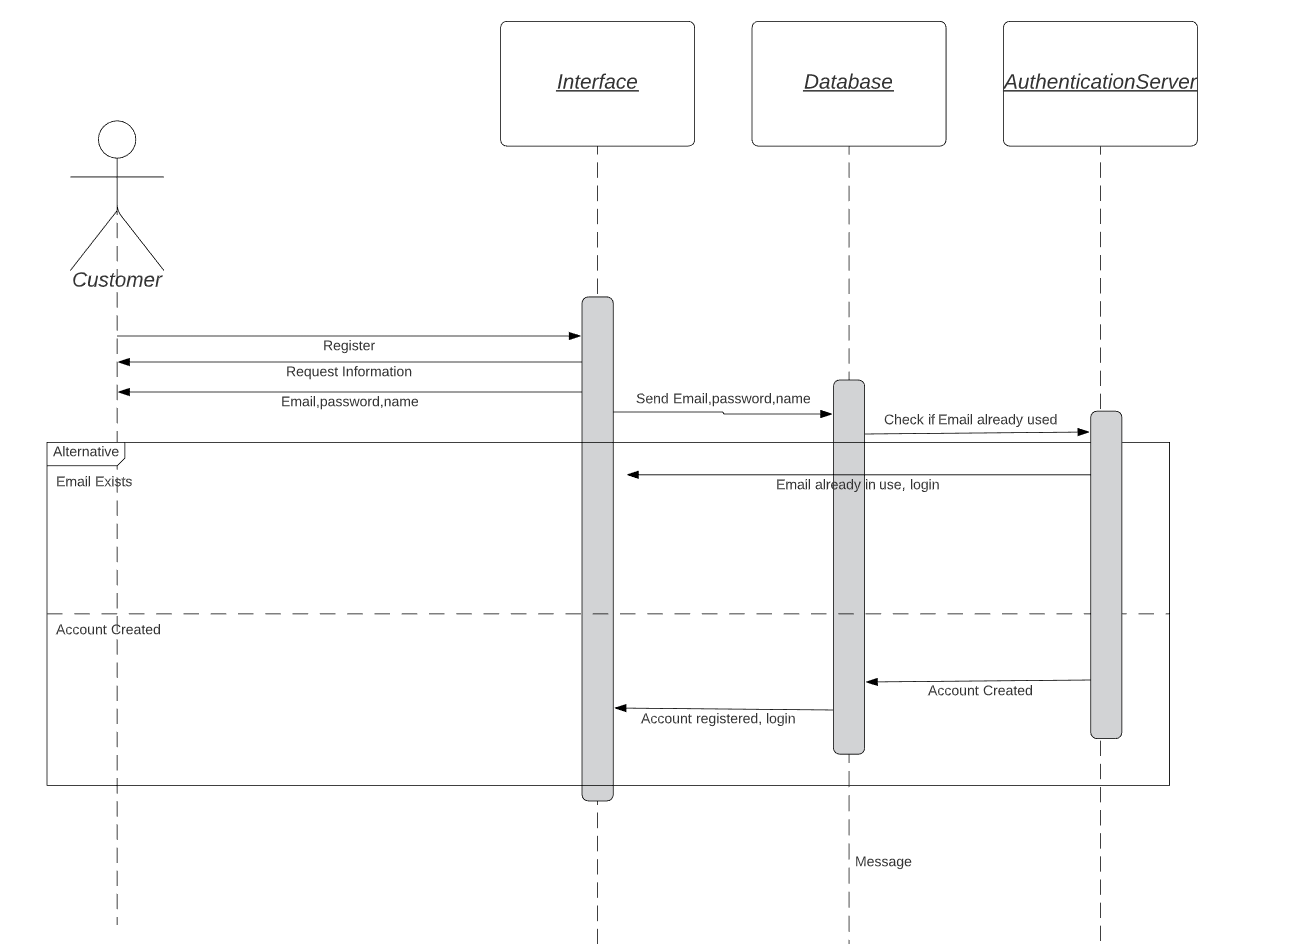 Interface
Database
AuthenticationServer
Customer
Register
Request Information
Email,password,name
Send Email,password,name
Check if Email already used
Alternative
Email Exists
Email already in use, login
Account Created
Account Created
Account registered, login
Message